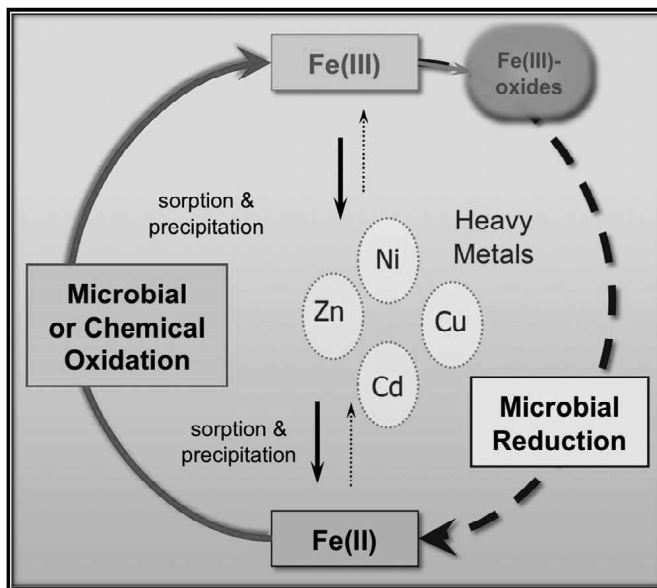 Fe(III)
Fe(III)-
oxides
sorption &
precipitation
Heavy
Metals
Ni
Zn
Cu
Cd
Microbial
or Chemical
Oxidation
Microbial
Reduction
sorption &
precipitation
Fe(II)